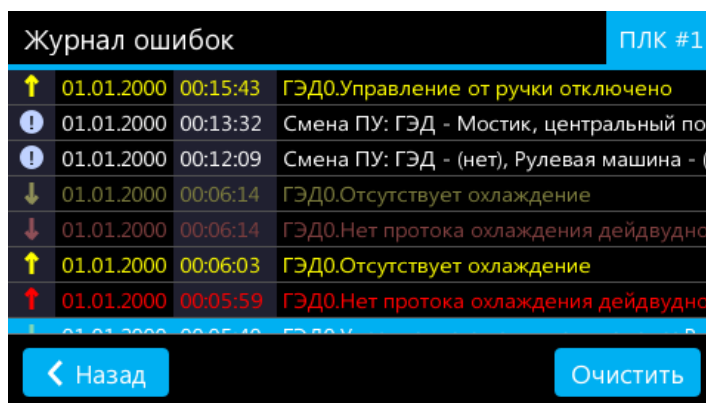 Журнал ошибок ПЛК #1
01.01.2000 00:15:43 ГЭД0.Управление от ручки отключено
01.01.2000 00:13:32 Смена ПУ: ГЭД - Мостик, центральный по
01.01.2000 00:12:09 Смена ПУ: ГЭД - (нет), Рулевая машина - (
01.01.2000 00:06:14 ГЭД0.Отсутствует охлаждение
01.01.2000 00:06:14 ГЭД0.Нет протока охлаждения дейдвудно
01.01.2000 00:06:03 ГЭД0.Отсутствует охлаждение
01.01.2000 00:05:59 ГЭД0.Нет протока охлаждения дейдвудно
Назад Очистить